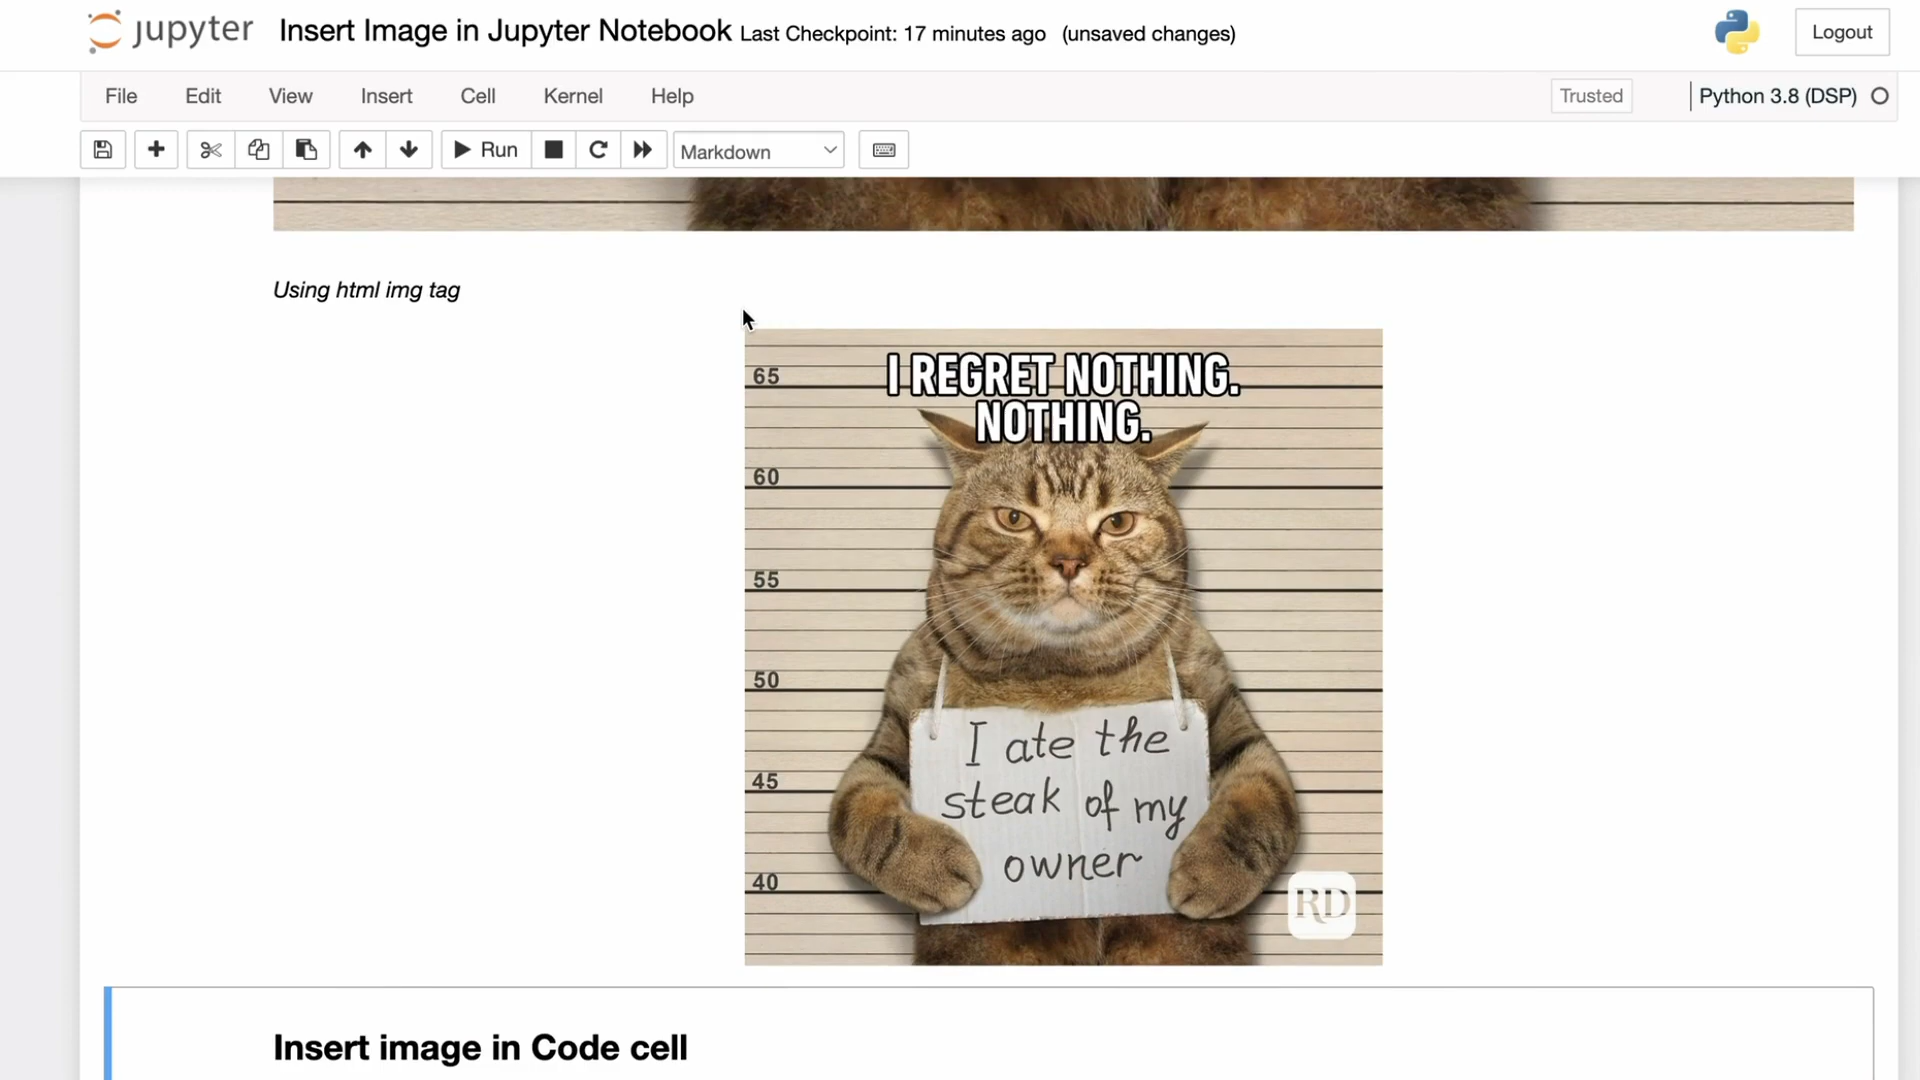 jupyter Insert Image in Jupyter Notebook Last Checkpoint: 17 minutes ago (unsaved changes) Logout
File Edit View Insert Cell Kernel Help Trusted Python 3.8 (DSP)
Run Markdown
Using html img tag
I REGRET NOTHING.
NOTHING.
65
60
55
50
45
40
I ate the
steak of my
owner
RD
Insert image in Code cell